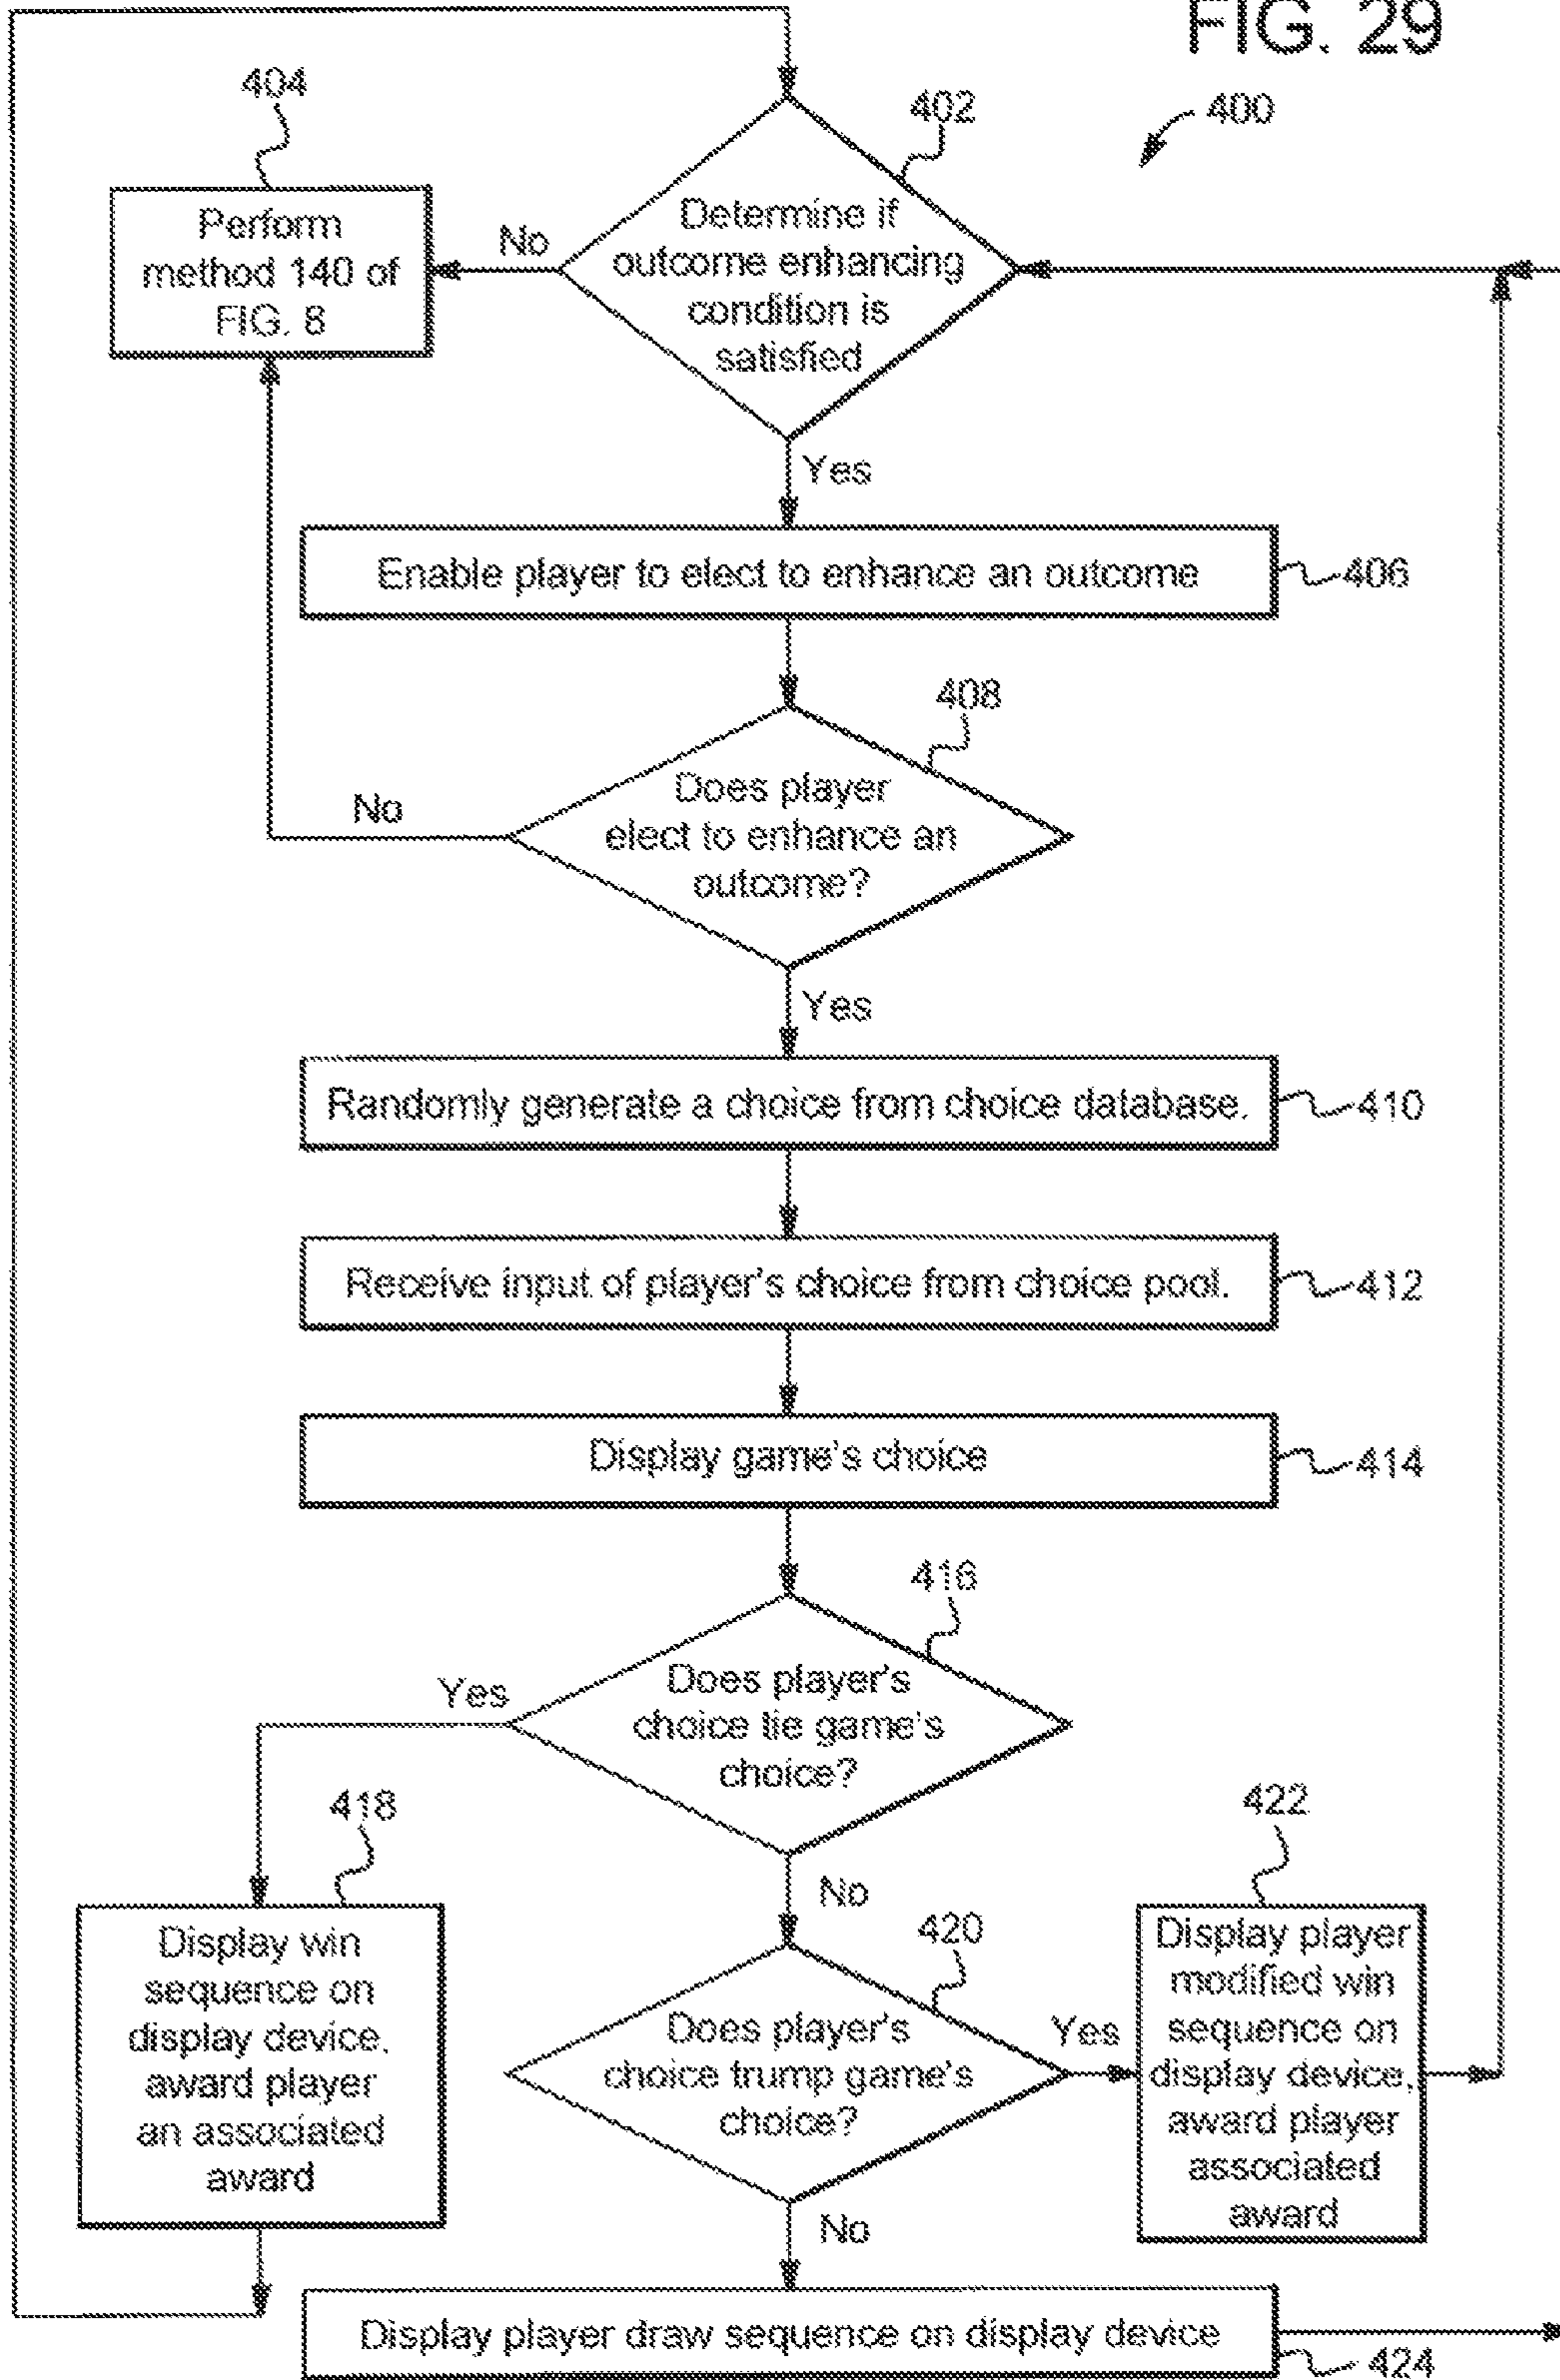 FIG. 29
400
404
402
Perform
method 140 of
FIG. 8
No
Determine if
outcome enhancing
condition is
satisfied
Yes
Enable player to elect to enhance an outcome
406
408
Does player
elect to enhance an
outcome?
No
Yes
Randomly generate a choice from choice database.
410
Receive input of player's choice from choice pool.
412
Display game's choice
414
416
Does player's
choice tie game's
choice?
Yes
No
418
Display win
sequence on
display device,
award player
an associated
award
420
Does player's
choice trump game's
choice?
Yes
No
422
Display player
modified win
sequence on
display device,
award player
associated
award
Display player draw sequence on display device
424